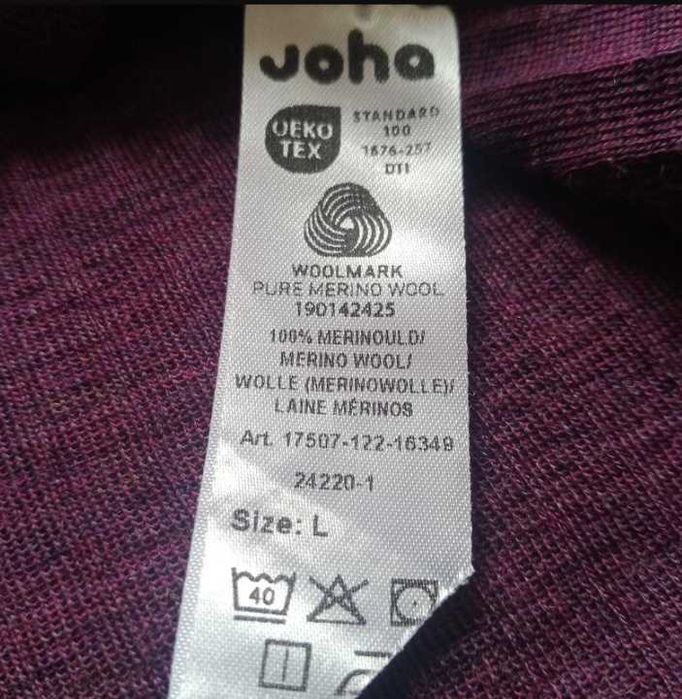 Joha
OEKO
TEX
STANDARD
100
1676-257
DTI
WOOLMARK
PURE MERINO WOOL
190142425
100% MERINOULD/
MERINO WOOL/
WOLLE (MERINOWOLLE)/
LAINE MÉRINOS
Art. 17507-122-16349
24220-1
Size: L
40